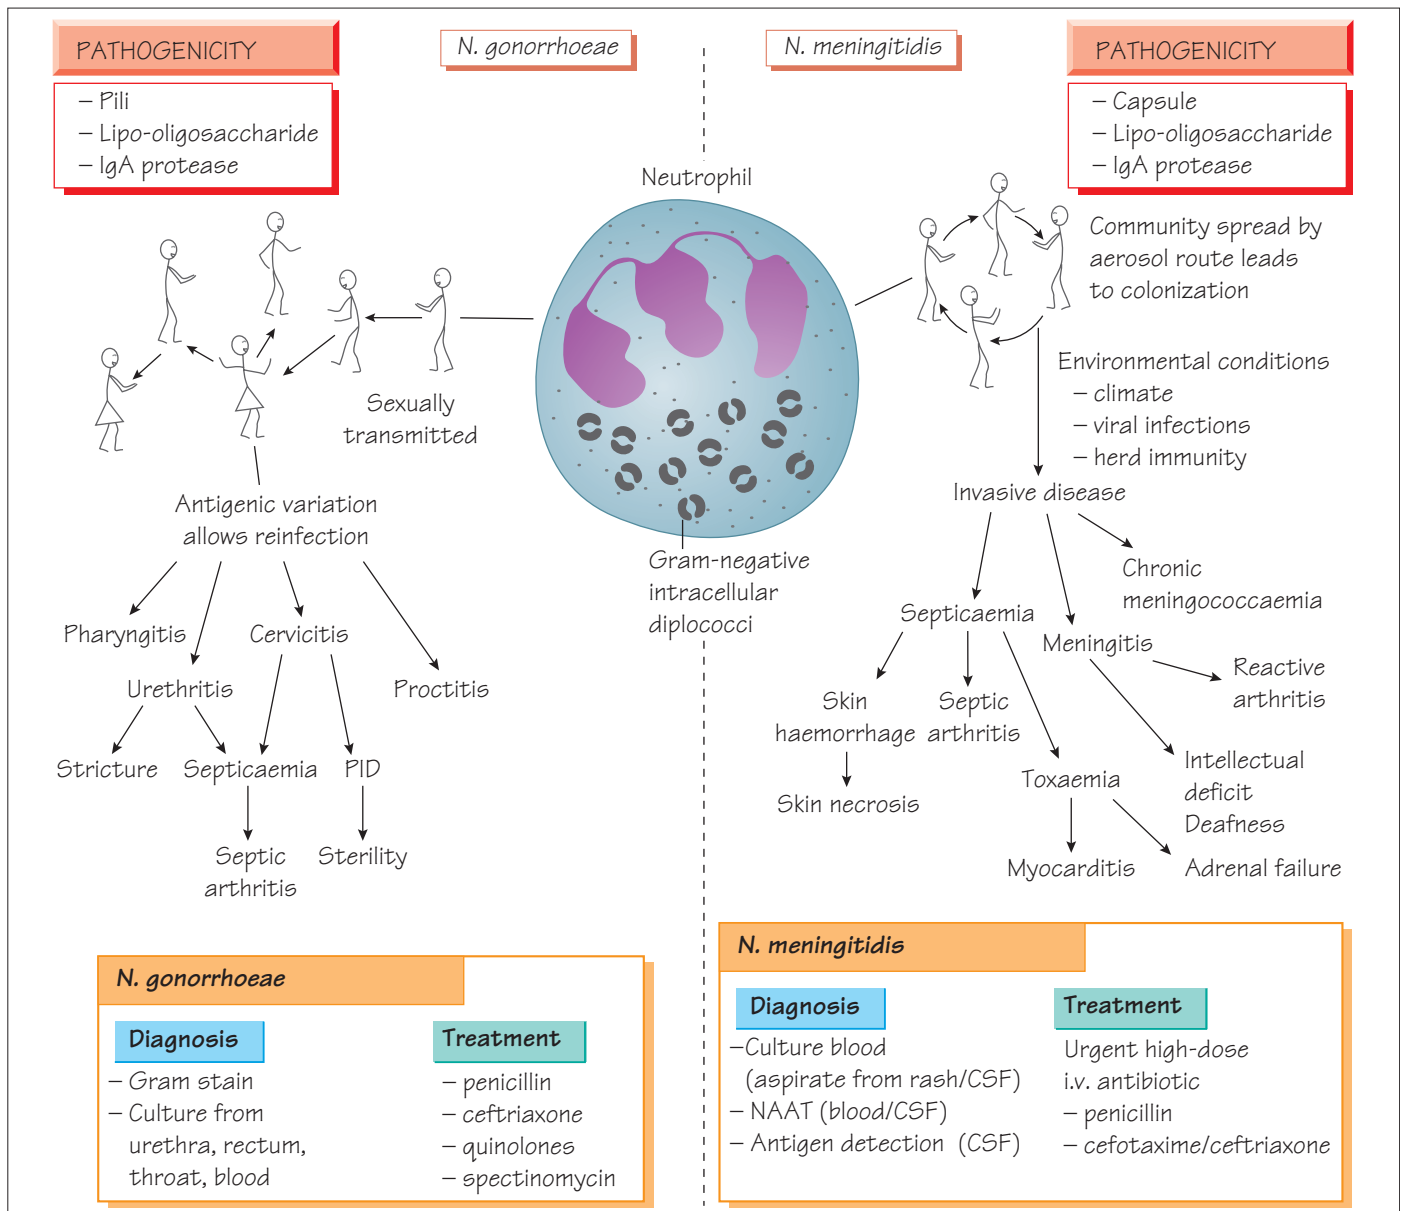 PATHOGENICITY
– Pili
– Lipo-oligosaccharide
– IgA protease
N. gonorrhoeae
N. meningitidis
PATHOGENICITY
– Capsule
– Lipo-oligosaccharide
– IgA protease
Neutrophil
Gram-negative
intracellular
diplococci
Sexually
transmitted
Antigenic variation
allows reinfection
Pharyngitis
Cervicitis
Urethritis
Proctitis
Stricture
Septicaemia
PID
Septic
arthritis
Sterility
Community spread by
aerosol route leads
to colonization
Environmental conditions
– climate
– viral infections
– herd immunity
Invasive disease
Chronic
meningococcaemia
Septicaemia
Meningitis
Reactive
arthritis
Skin
haemorrhage
Septic
arthritis
Skin necrosis
Toxaemia
Intellectual
deficit
Deafness
Myocarditis
Adrenal failure
N. gonorrhoeae
Diagnosis
– Gram stain
– Culture from
urethra, rectum,
throat, blood
Treatment
– penicillin
– ceftriaxone
– quinolones
– spectinomycin
N. meningitidis
Diagnosis
–Culture blood
(aspirate from rash/CSF)
– NAAT (blood/CSF)
– Antigen detection (CSF)
Treatment
Urgent high-dose
i.v. antibiotic
– penicillin
– cefotaxime/ceftriaxone